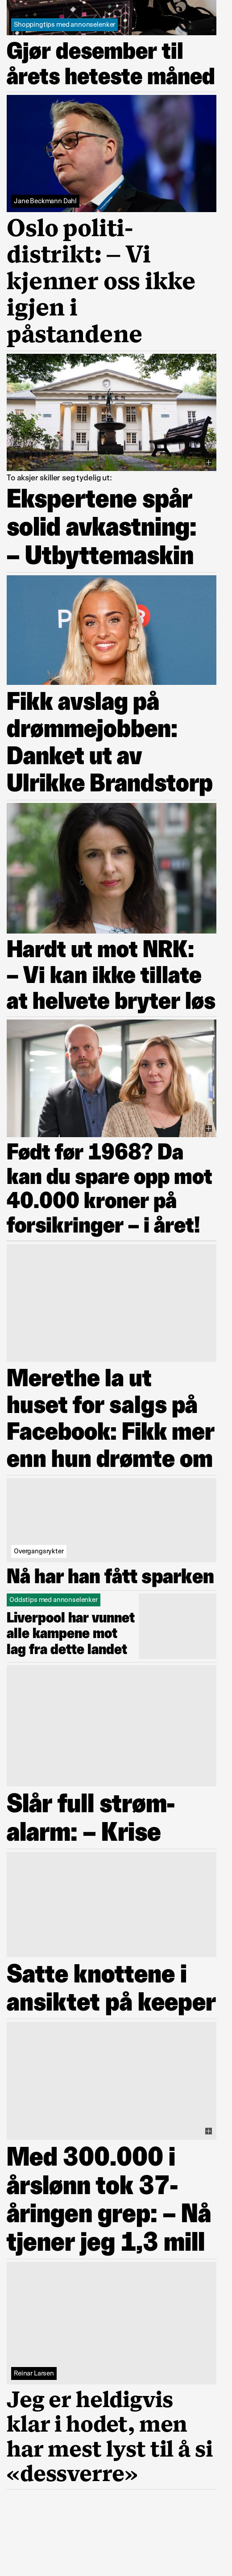 Shoppingtips med annonselenker
Gjør desember til
årets heteste måned
Jane Beckmann Dahl
Oslo politi-
distrikt: – Vi
kjenner oss ikke
igjen i
påstandene
BØRSEN
To aksjer skiller seg tydelig ut:
Ekspertene spår
solid avkastning:
– Utbyttemaskin
P
3
Fikk avslag på
drømmejobben:
Danket ut av
Ulrikke Brandstorp
Hardt ut mot NRK:
– Vi kan ikke tillate
at helvete bryter løs
Født før 1968? Da
kan du spare opp mot
40.000 kroner på
forsikringer – i året!
Merethe la ut
huset for salgs på
Facebook: Fikk mer
enn hun drømte om
Overgangsrykter
Nå har han fått sparken
Oddstips med annonselenker
Liverpool har vunnet
alle kampene mot
lag fra dette landet
Slår full strøm-
alarm: – Krise
Satte knottene i
ansiktet på keeper
Med 300.000 i
årslønn tok 37-
åringen grep: – Nå
tjener jeg 1,3 mill
Reinar Larsen
Jeg er heldigvis
klar i hodet, men
har mest lyst til å si
«dessverre»